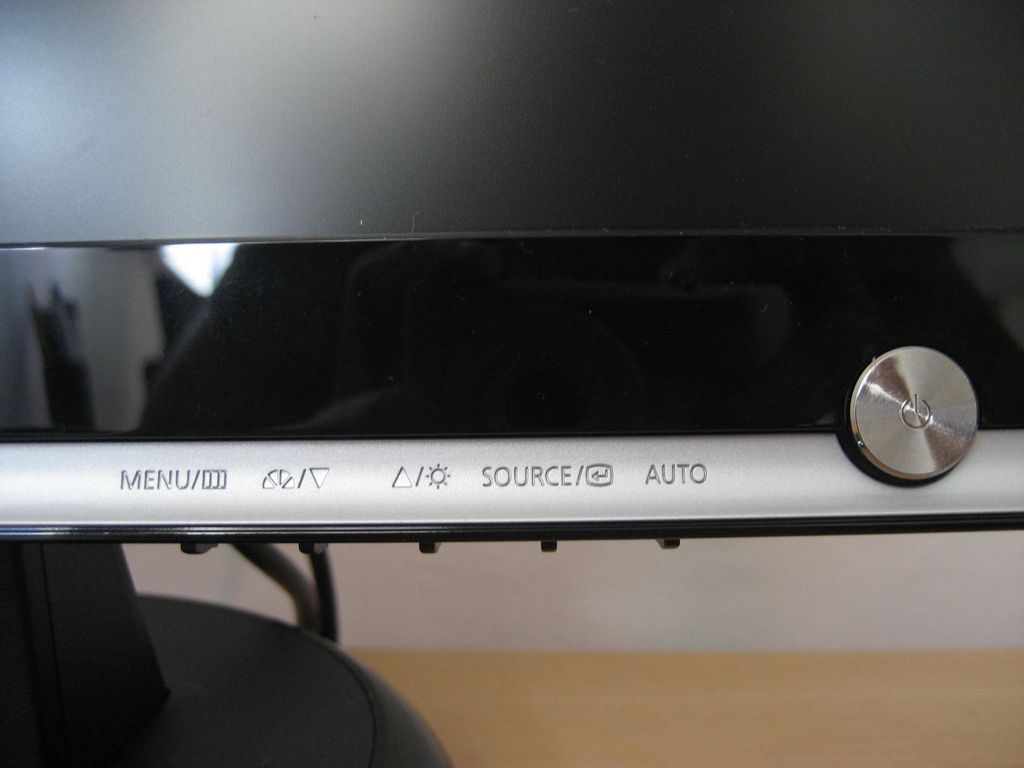 MENU/ / ▽ △/ SOURCE/ AUTO